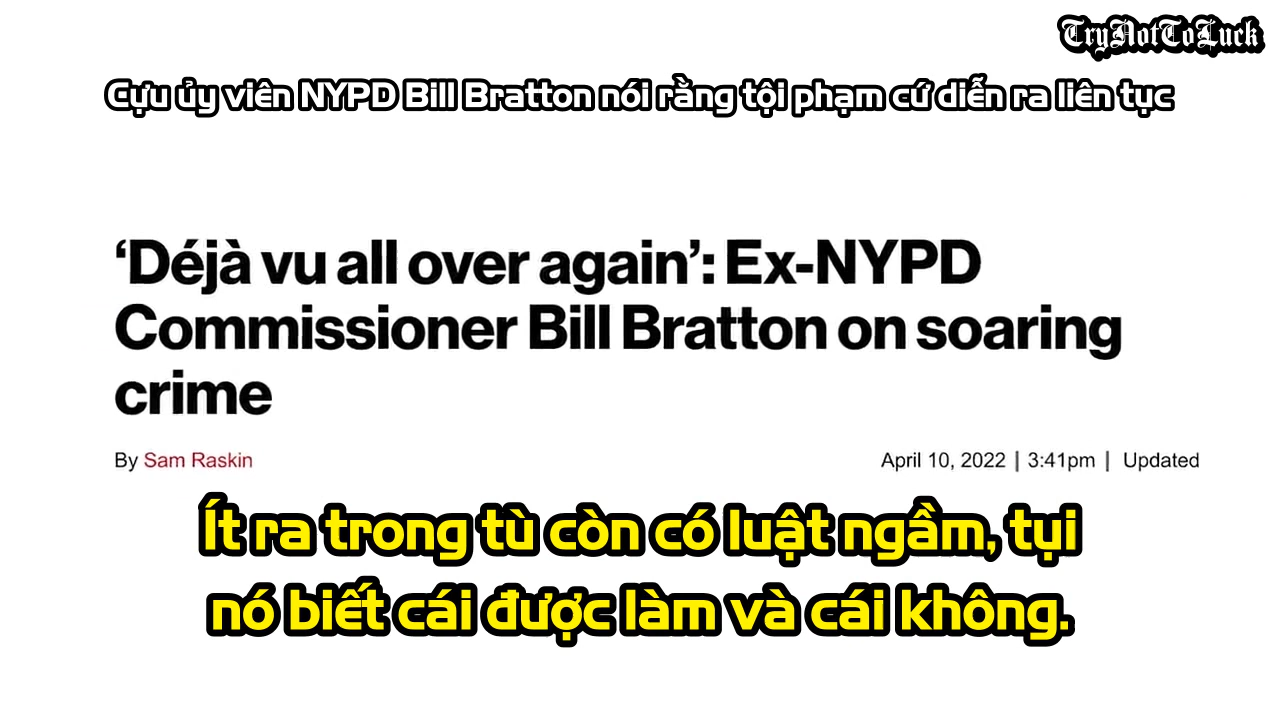 TryNotToLuck
Cựu ủy viên NYPD Bill Bratton nói rằng tội phạm cứ diễn ra liên tục
‘Déjà vu all over again’: Ex-NYPD
Commissioner Bill Bratton on soaring
crime
By Sam Raskin April 10, 2022 | 3:41pm | Updated
Ít ra trong tù còn có luật ngầm, tụi
nó biết cái được làm và cái không.